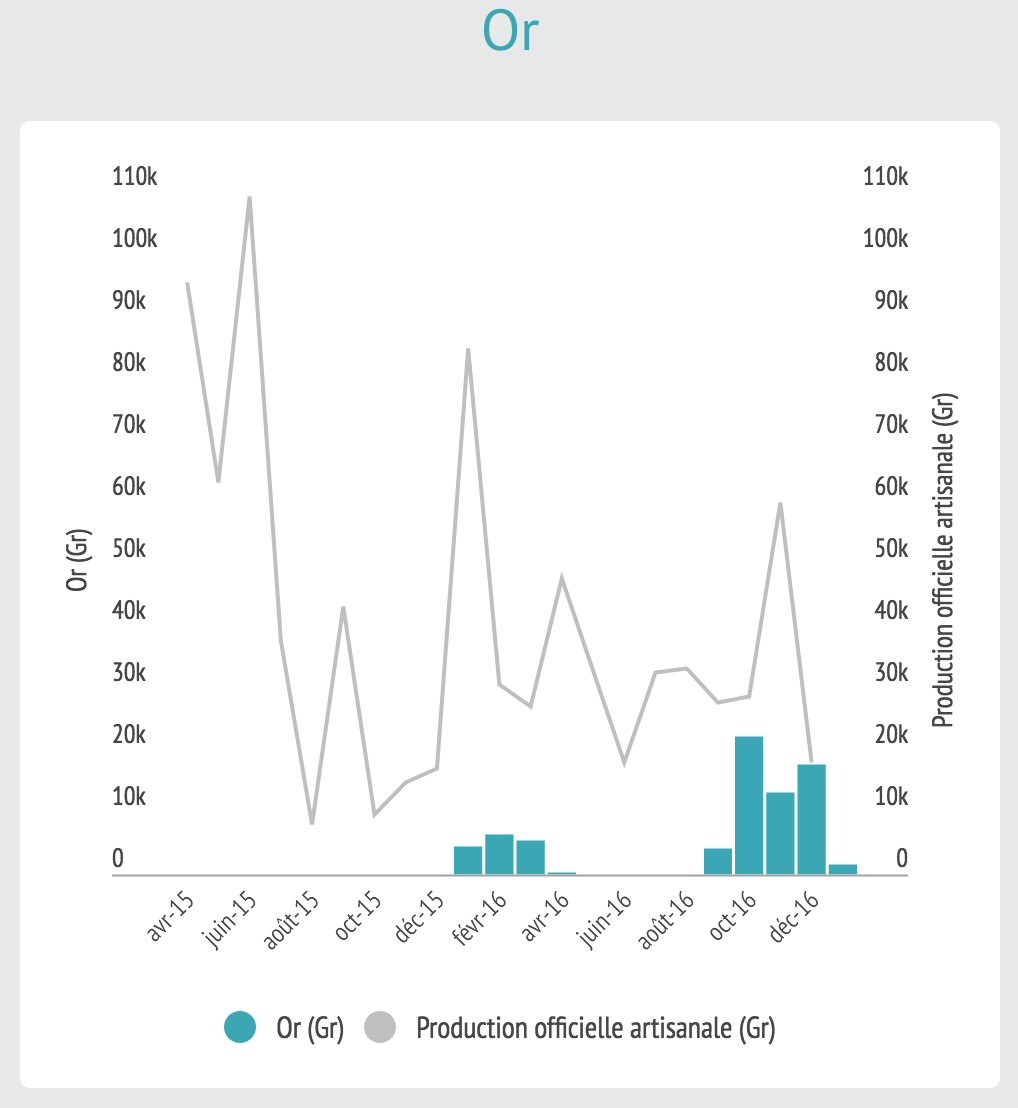 Or
110k
100k
90k
80k
70k
60k
50k
40k
30k
20k
10k
0
Or (Gr)
110k
100k
90k
80k
70k
60k
50k
40k
30k
20k
10k
0
Production officielle artisanale (Gr)
avr-15
juin-15
août-15
oct-15
déc-15
févr-16
avr-16
juin-16
août-16
oct-16
déc-16
Or (Gr) Production officielle artisanale (Gr)